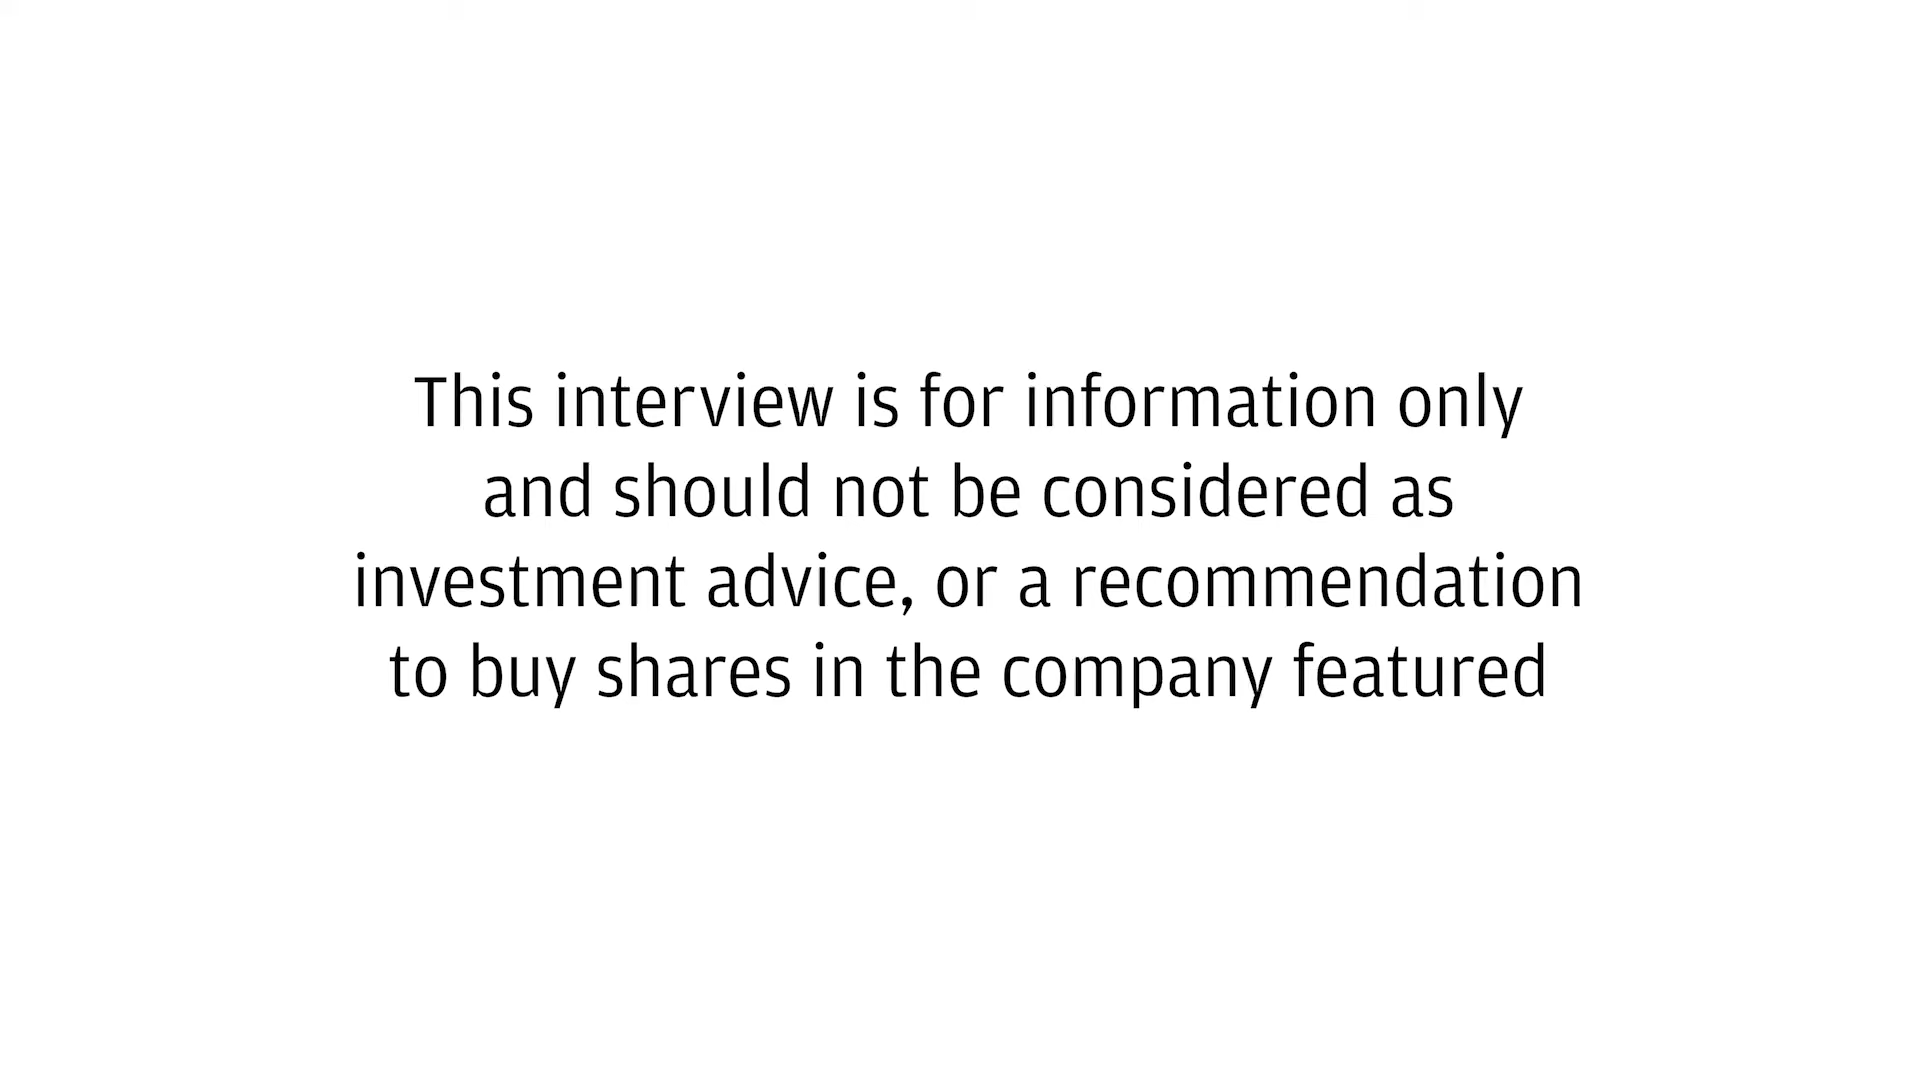 This interview is for information only
and should not be considered as
investment advice, or a recommendation
to buy shares in the company featured